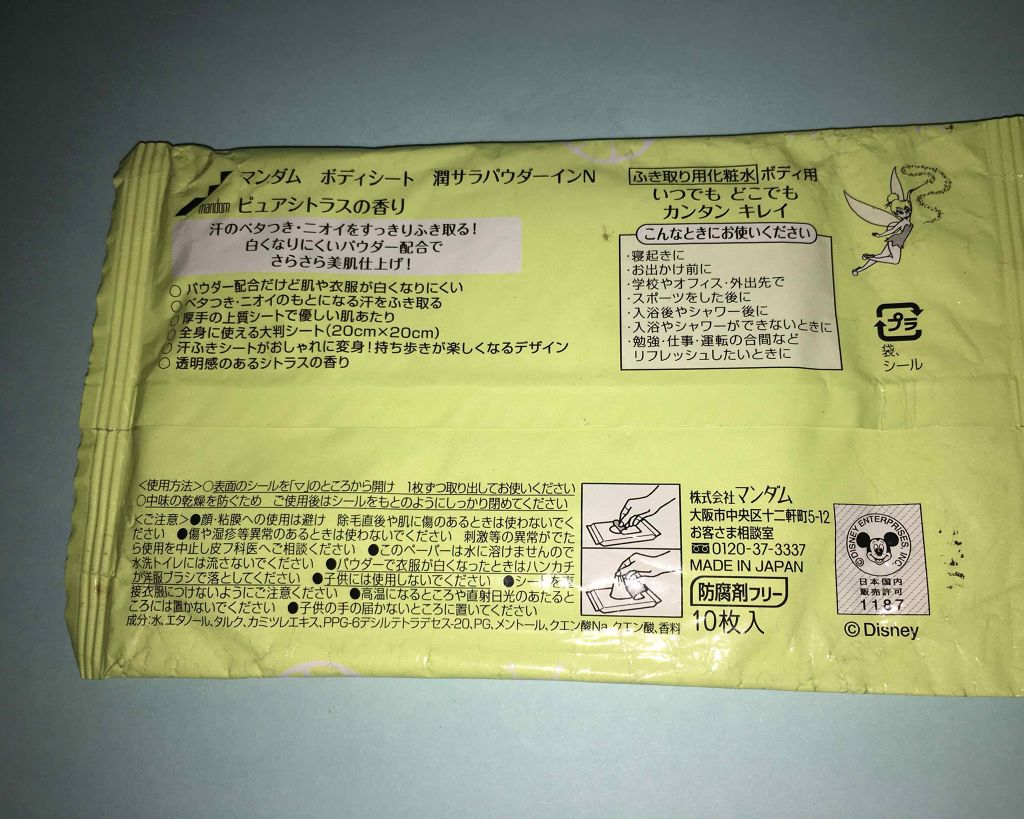 マンダム ボディシート 潤サラパウダーインN
mandom ピュアシトラスの香り
汗のベタつき・ニオイをすっきりふき取る!
白くなりにくいパウダー配合で
さらさら美肌仕上げ!
○パウダー配合だけど肌や衣服が白くなりにくい
○ベタつき・ニオイのもとになる汗をふき取る
○厚手の上質シートで優しい肌あたり
○全身に使える大判シート(20cm×20cm)
○汗ふきシートがおしゃれに変身!持ち歩きが楽しくなるデザイン
○透明感のあるシトラスの香り
ふき取り用化粧水 ボディ用
いつでも どこでも
カンタン キレイ
こんなときにお使いください
・寝起きに
・お出かけ前に
・学校やオフィス・外出先で
・スポーツをした後に
・入浴後やシャワー後に
・入浴やシャワーができないときに
・勉強・仕事・運転の合間など
リフレッシュしたいときに
プラ
袋、
シール
<使用方法>○表面のシールを「マ」のところから開け 1枚ずつ取り出してお使いください
○中味の乾燥を防ぐため ご使用後はシールをもとのようにしっかり閉めてください
<ご注意>●顔・粘膜への使用は避け 除毛直後や肌に傷のあるときは使わないでく
ださい ●傷や湿疹等異常のあるときは使わないでください 刺激等の異常がでた
ら使用を中止し皮フ科医へご相談ください ●このペーパーは水に溶けませんので
水洗トイレには流さないでください ●パウダーで衣服が白くなったときはハンカチ
か洋服ブラシで落としてください ●子供には使用しないでください ●シートを直
接衣服につけないようにご注意ください ●高温になるところや直射日光のあたると
ころには置かないでください ●子供の手の届かないところに置いてください
成分:水、エタノール、タルク、カミツレエキス、PPG-6デシルテトラデセス-20、PG、メントール、クエン酸Na、クエン酸、香料
株式会社マンダム
大阪市中央区十二軒町5-12
お客さま相談室
0120-37-3337
MADE IN JAPAN
防腐剤フリー
10枚入
©DISNEY ENTERPRISES, INC.
日本国内
販売許可
1187
©Disney